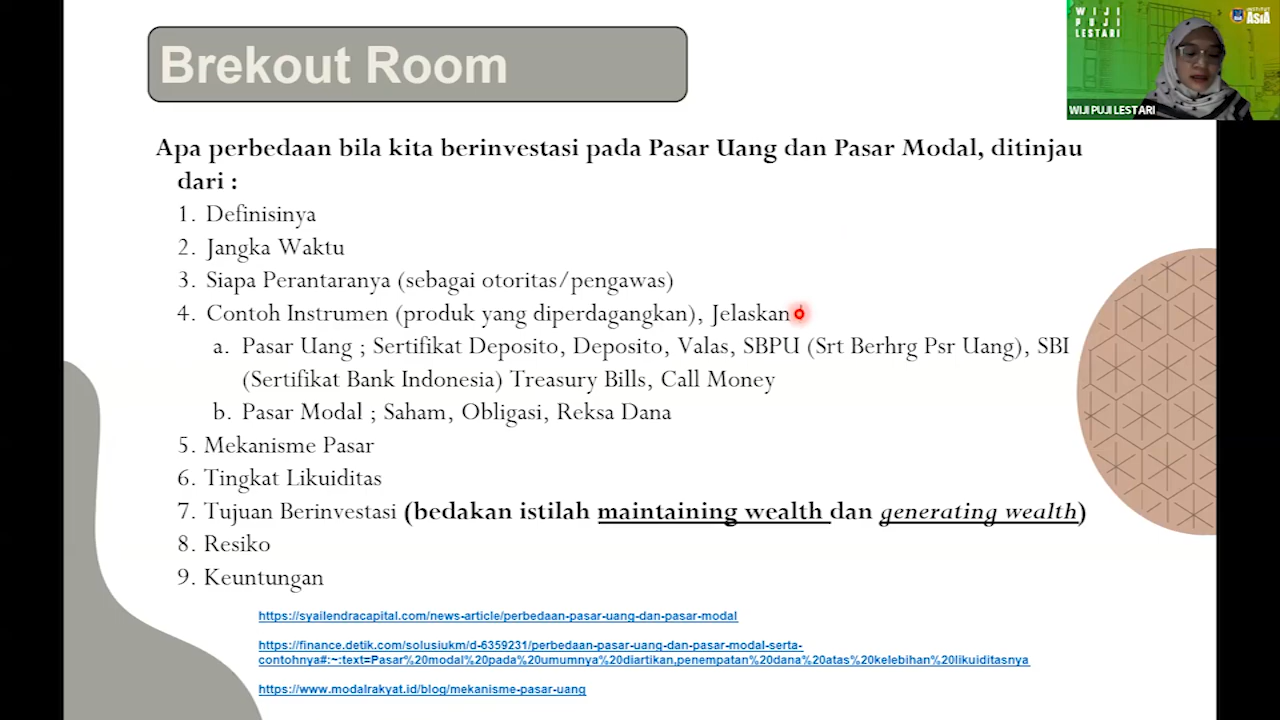 Brekout Room
Apa perbedaan bila kita berinvestasi pada Pasar Uang dan Pasar Modal, ditinjau
dari :
1. Definisinya
2. Jangka Waktu
3. Siapa Perantaranya (sebagai otoritas/pengawas)
4. Contoh Instrumen (produk yang diperdagangkan), Jelaskan
a. Pasar Uang ; Sertifikat Deposito, Deposito, Valas, SBPU (Srt Berhrg Psr Uang), SBI
(Sertifikat Bank Indonesia) Treasury Bills, Call Money
b. Pasar Modal ; Saham, Obligasi, Reksa Dana
5. Mekanisme Pasar
6. Tingkat Likuiditas
7. Tujuan Berinvestasi (bedakan istilah maintaining wealth dan generating wealth)
8. Resiko
9. Keuntungan
https://syailendracapital.com/news-article/perbedaan-pasar-uang-dan-pasar-modal
https://finance.detik.com/solusiukm/d-6359231/perbedaan-pasar-uang-dan-pasar-modal-serta-
contohnya#:~:text=Pasar%20modal%20pada%20umumnya%20diartikan,penempatan%20dana%20atas%20kelebihan%20likuiditasnya
https://www.modalrakyat.id/blog/mekanisme-pasar-uang
WIJI
PUJI
LESTARI
INSTITUT
ASIA
WIJI PUJI LESTARI